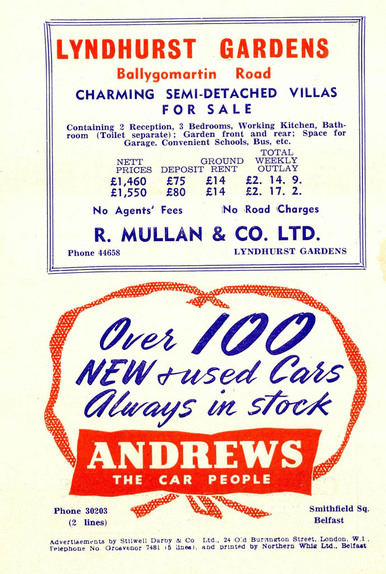 LYNDHURST GARDENS
Ballygomartin Road
CHARMING SEMI-DETACHED VILLAS
FOR SALE
Containing 2 Reception, 3 Bedrooms, Working Kitchen, Bath-
room (Toilet separate); Garden front and rear; Space for
Garage. Convenient Schools, Bus, etc.
TOTAL
NETT GROUND WEEKLY
PRICES DEPOSIT RENT OUTLAY
£1,460 £75 £14 £2. 14. 9.
£1,550 £80 £14 £2. 17. 2.
No Agents' Fees No Road Charges
R. MULLAN & CO. LTD.
Phone 44658 LYNDHURST GARDENS
Over 100
NEW & used Cars
Always in stock
ANDREWS
THE CAR PEOPLE
Phone 30203 Smithfield Sq.
(2 lines) Belfast
Advertisements by Stilwell Darby & Co Ltd., 24 Old Burlington Street, London, W.1.,
Telephone No. Grosvenor 7481 (5 lines), and printed by Northern Whig Ltd., Belfast.